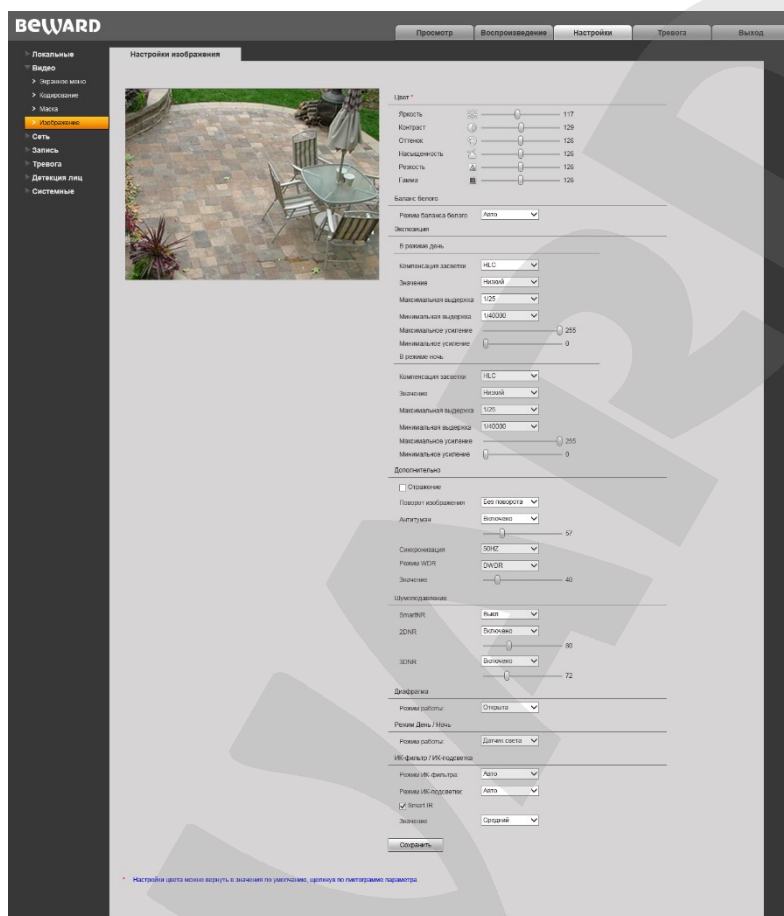 BEWARD
Просмотр Воспроизведение Настройки Тревога Выход
Локальные
Видео
Экранное меню
Кодирование
Маска
Изображение
Сеть
Запись
Тревога
Детекция лиц
Системные
Настройки изображения
Цвет *
Яркость 117
Контраст 129
Оттенок 126
Насыщенность 126
Резкость 126
Гамма 126
Баланс белого
Режим баланса белого Авто
Экспозиция
В режиме день
Компенсация засветки HLC
Значение Низкий
Максимальная выдержка 1/25
Минимальная выдержка 1/40000
Максимальное усиление 255
Минимальное усиление 0
В режиме ночь
Компенсация засветки HLC
Значение Низкий
Максимальная выдержка 1/25
Минимальная выдержка 1/40000
Максимальное усиление 255
Минимальное усиление 0
Дополнительно
Отражение
Поворот изображения Без поворота
Антитуман Включено
57
Синхронизация 50HZ
Режим WDR DWDR
Значение 40
Шумоподавление
SmartNR Выкл
2DNR Включено
80
3DNR Включено
72
Диафрагма
Режим работы: Открыта
Режим День / Ночь
Режим работы: Датчик света
ИК-фильтр / ИК-подсветка
Режим ИК-фильтра: Авто
Режим ИК-подсветки: Авто
Smart IR
Значение Средний
Сохранить
* Настройки цвета можно вернуть в значения по умолчанию, щелкнув по пиктограмме параметра